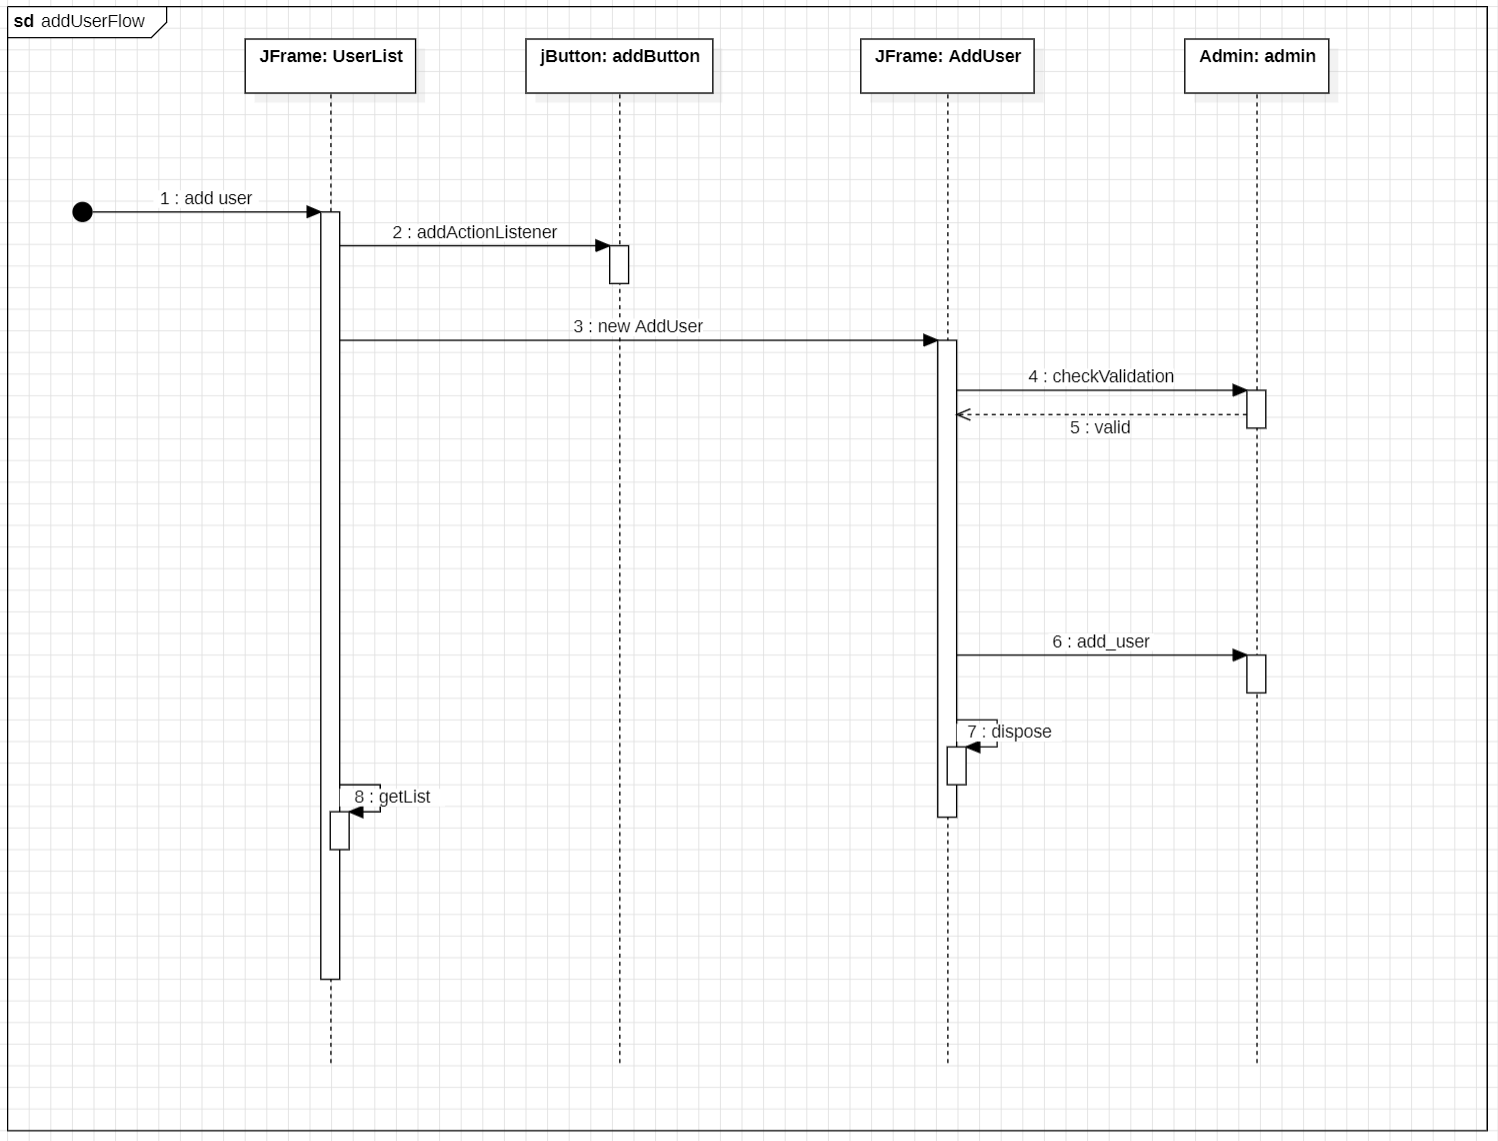 sd addUserFlow
JFrame: UserList
jButton: addButton
JFrame: AddUser
Admin: admin
1 : add user
2 : addActionListener
3 : new AddUser
4 : checkValidation
5 : valid
6 : add_user
7 : dispose
8 : getList